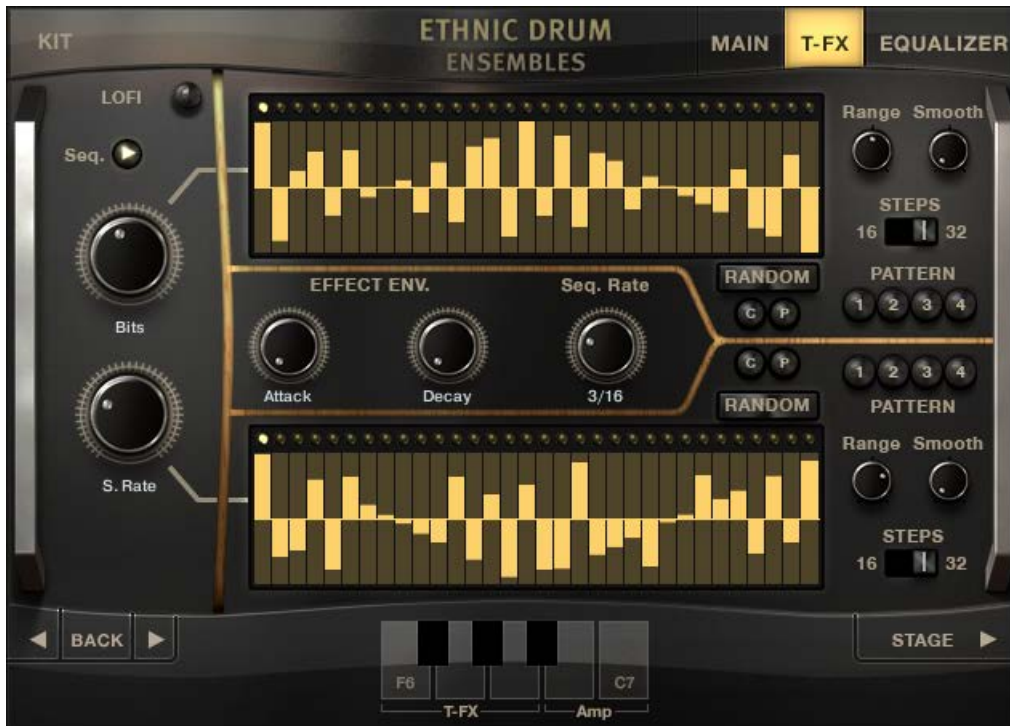 KIT
ETHNIC DRUM
ENSEMBLES
MAIN
T-FX
EQUALIZER
LOFI
Seq.
Bits
S. Rate
Range Smooth
STEPS
16 32
RANDOM
PATTERN
C P
1 2 3 4
EFFECT ENV.
Seq. Rate
Attack
Decay
3/16
C P
1 2 3 4
RANDOM
PATTERN
Range Smooth
STEPS
16 32
BACK
F6
C7
T-FX
Amp
STAGE